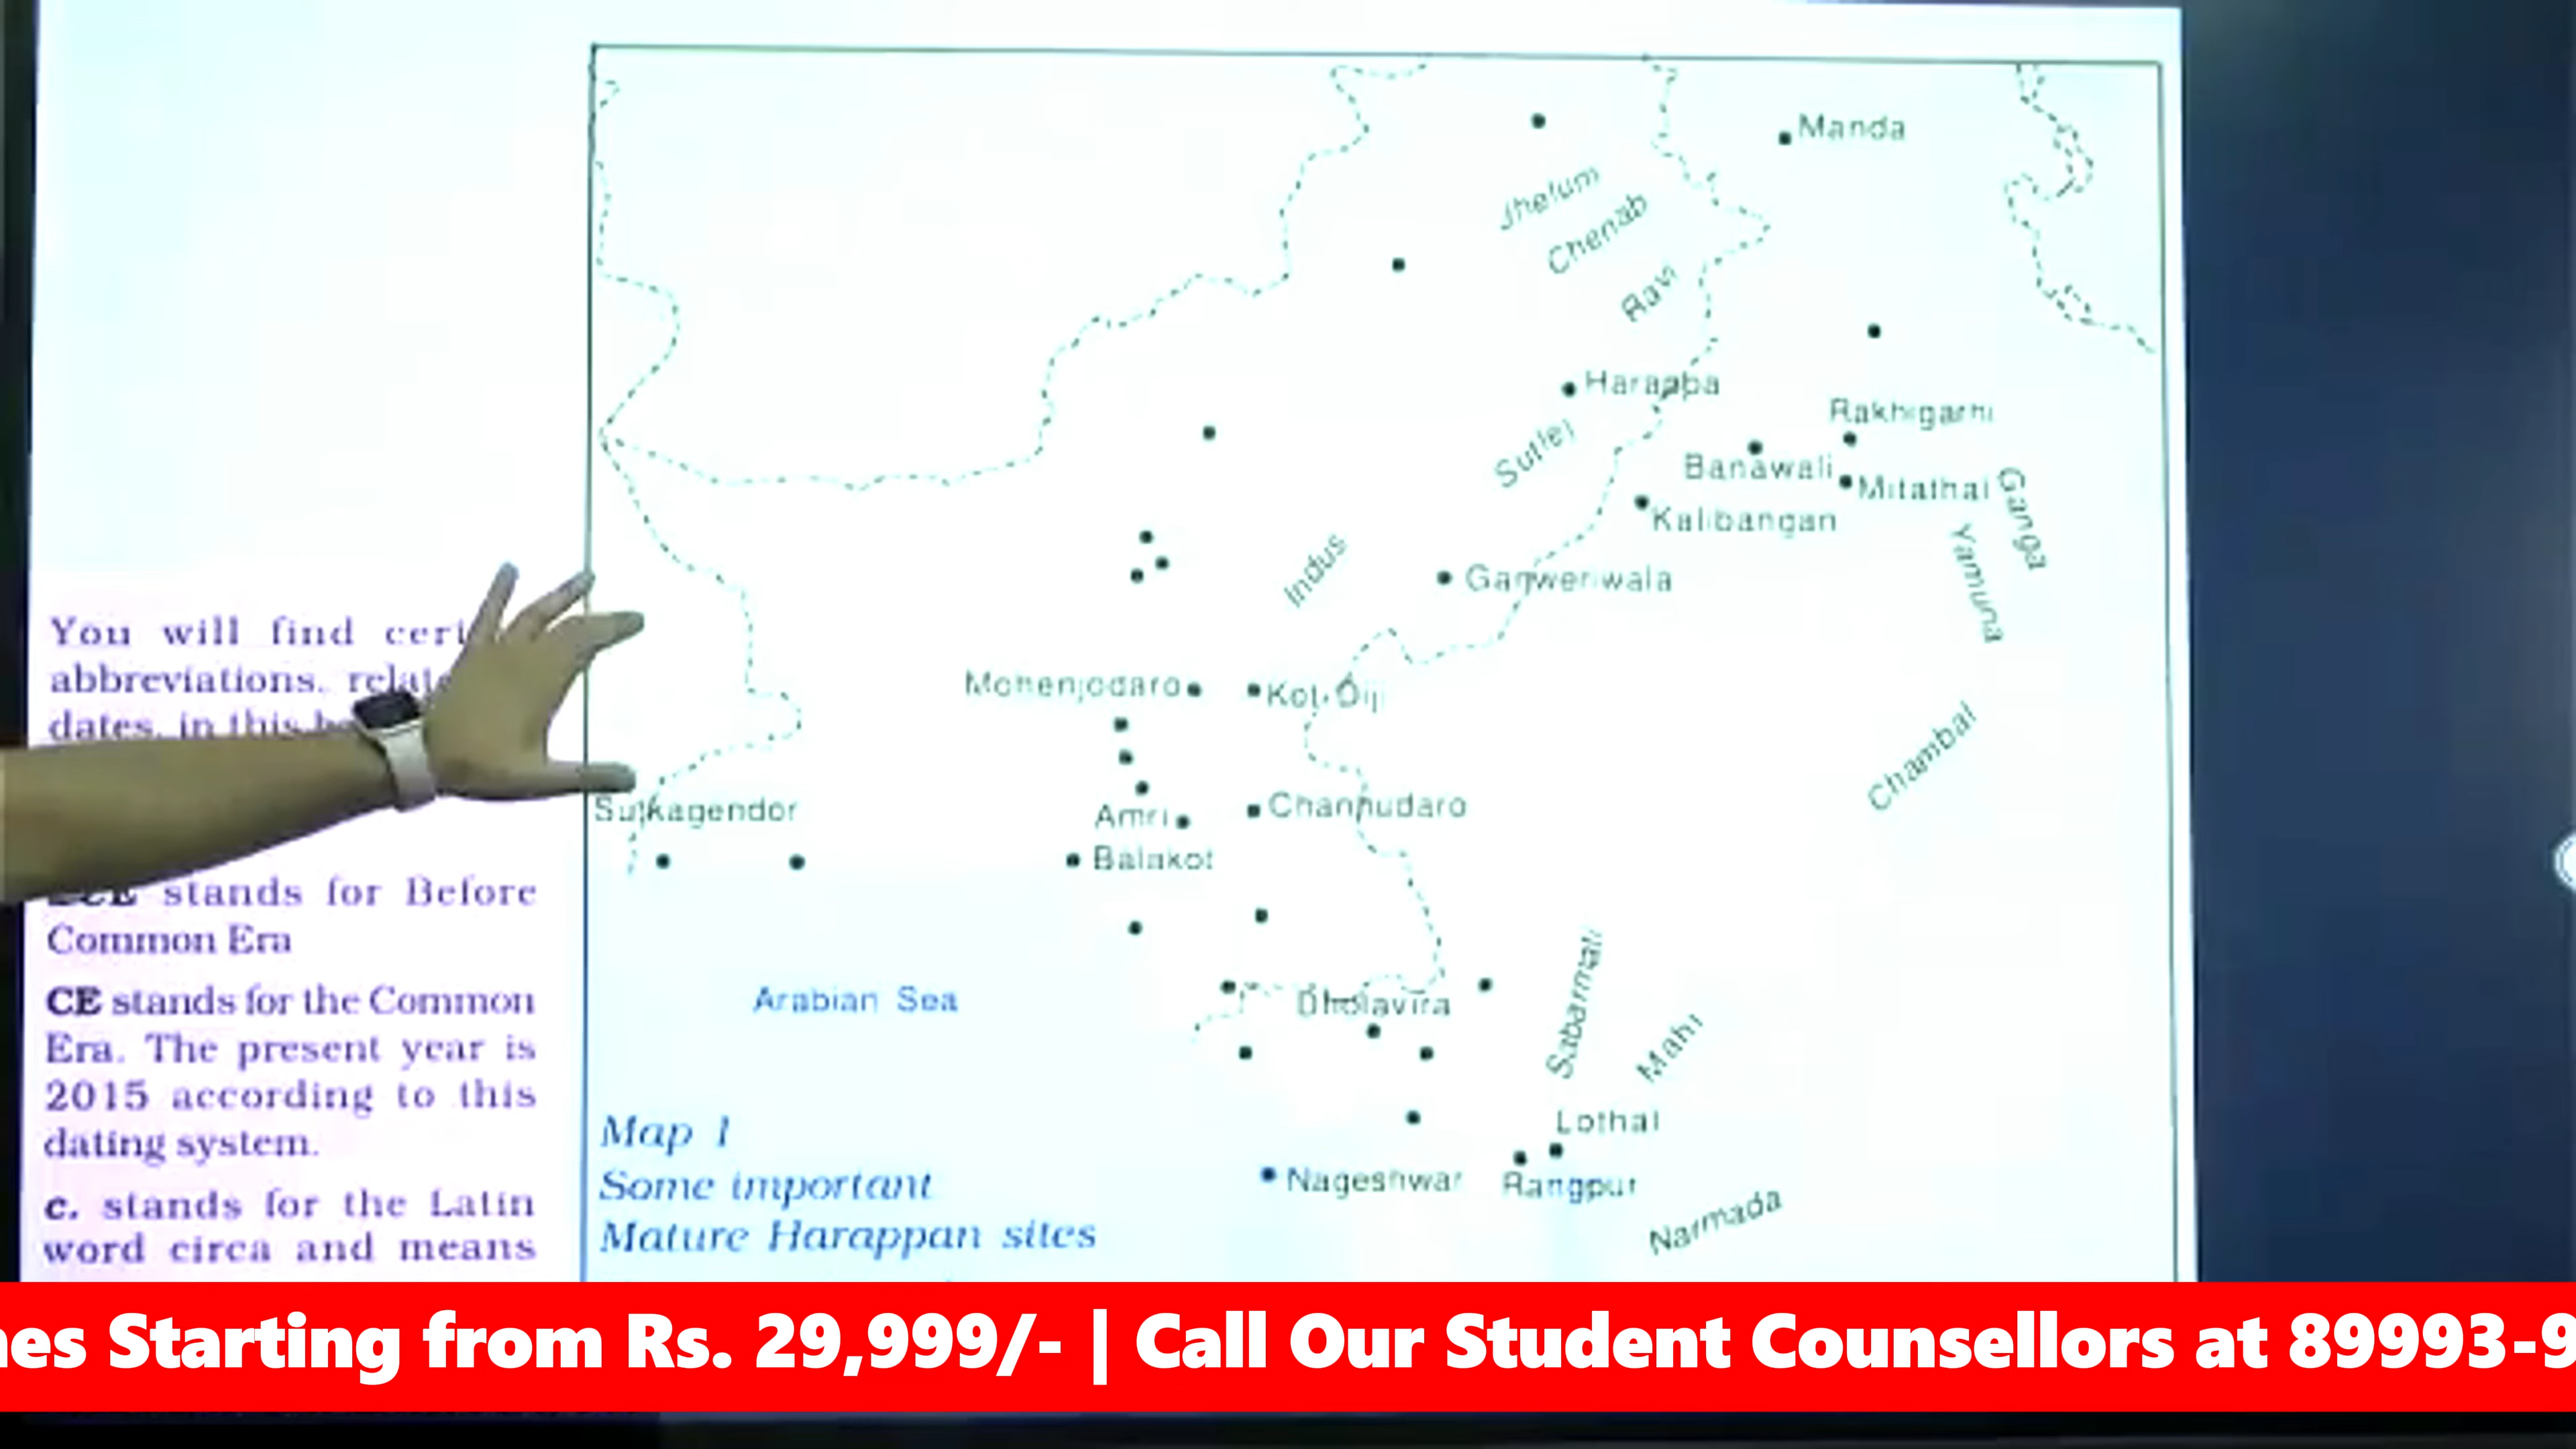 You will find
abbreviations, relat
dates, in this
stands for Before
Common Era
CE stands for the Common
Era. The present year is
2015 according to this
dating system.
c. stands for the Latin
word circa and means
Manda
Jhelum
Chenab
Ravi
Harappa
Rakhigarhi
Sutlej
Banawali
Mitathal
Ganga
Kalibangan
Yamuna
Indus
Ganweriwala
Mohenjodaro
Kot Diji
Chambal
Sutkagendor
Amri
Chanhudaro
Balakot
Arabian Sea
Dholavira
Sabarmati
Mahi
Lothal
Nageshwar
Rangpur
Narmada
Map 1
Some important
Mature Harappan sites
nes Starting from Rs. 29,999/- | Call Our Student Counsellors at 89993-9